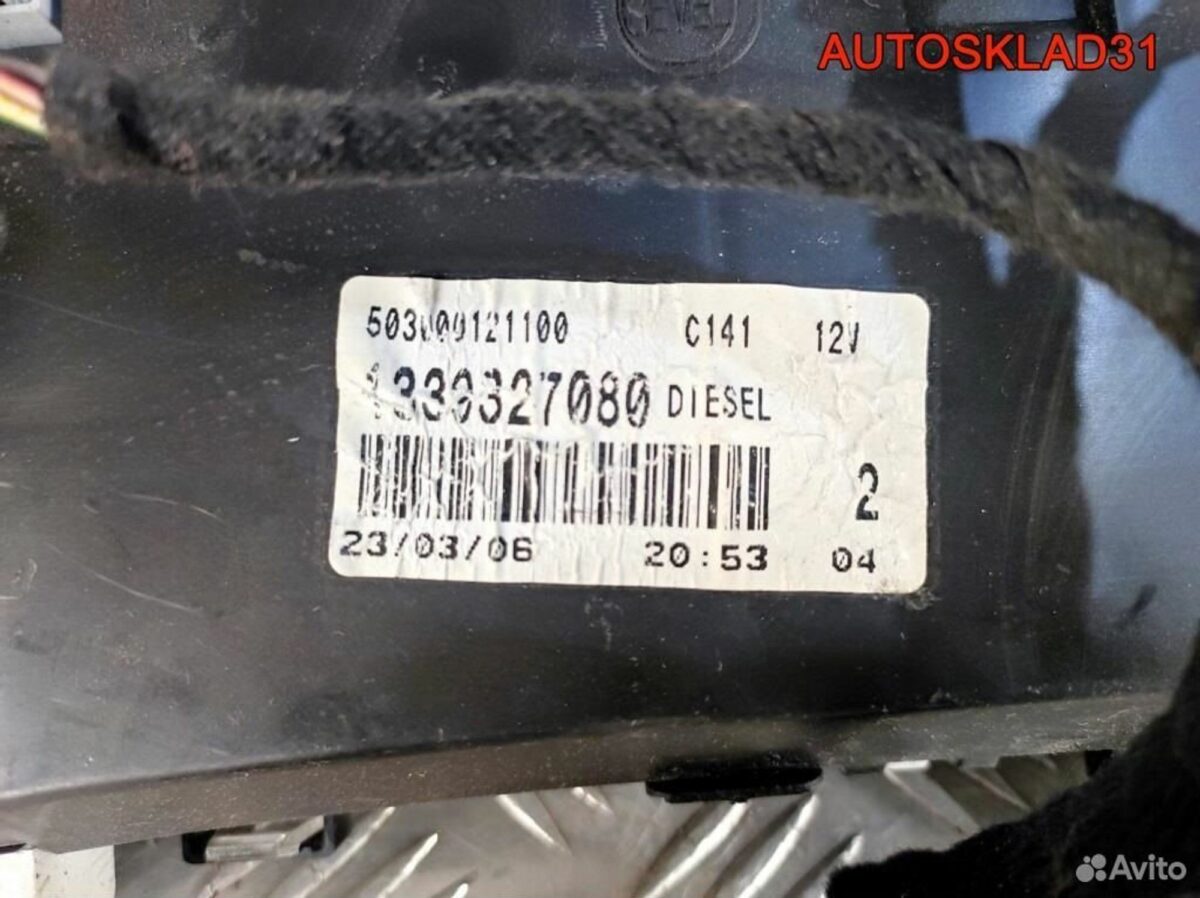 AUTOSKLAD31
503000121100 C141 12V
1330327080 DIESEL
2
23/03/06 20:53 04
Avito